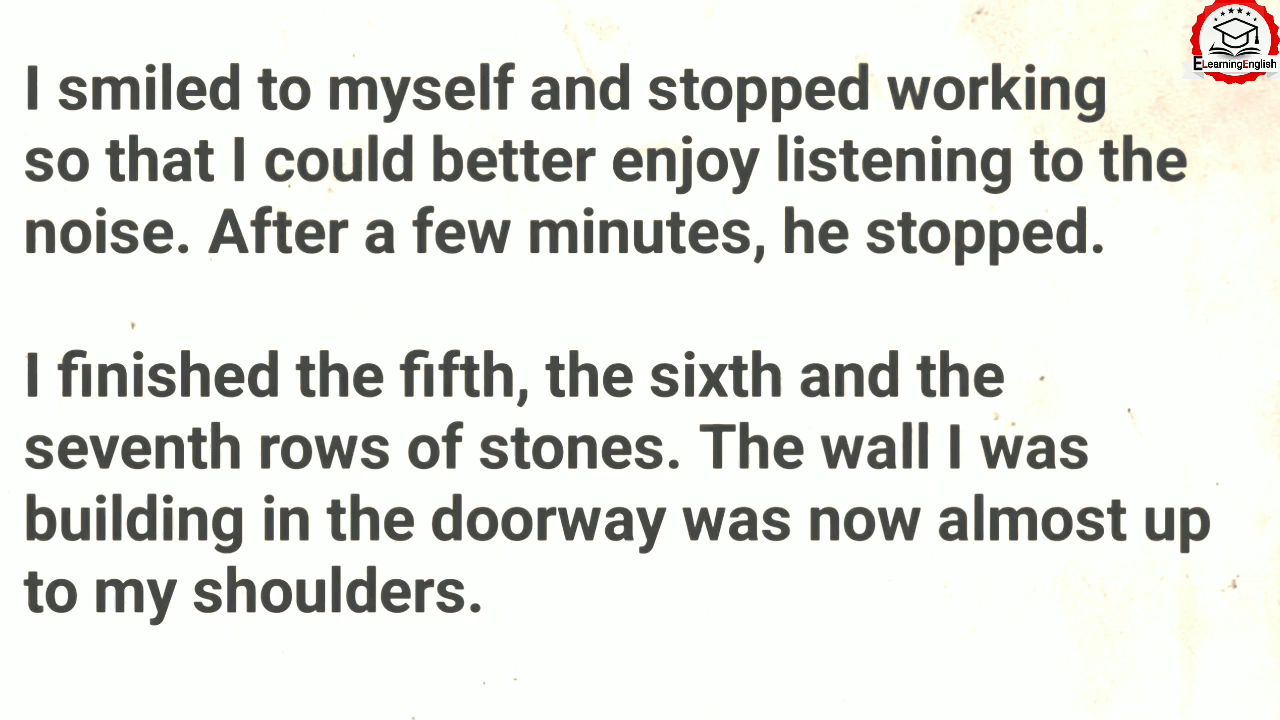 ELearningEnglish
I smiled to myself and stopped working
so that I could better enjoy listening to the
noise. After a few minutes, he stopped.
I finished the fifth, the sixth and the
seventh rows of stones. The wall I was
building in the doorway was now almost up
to my shoulders.